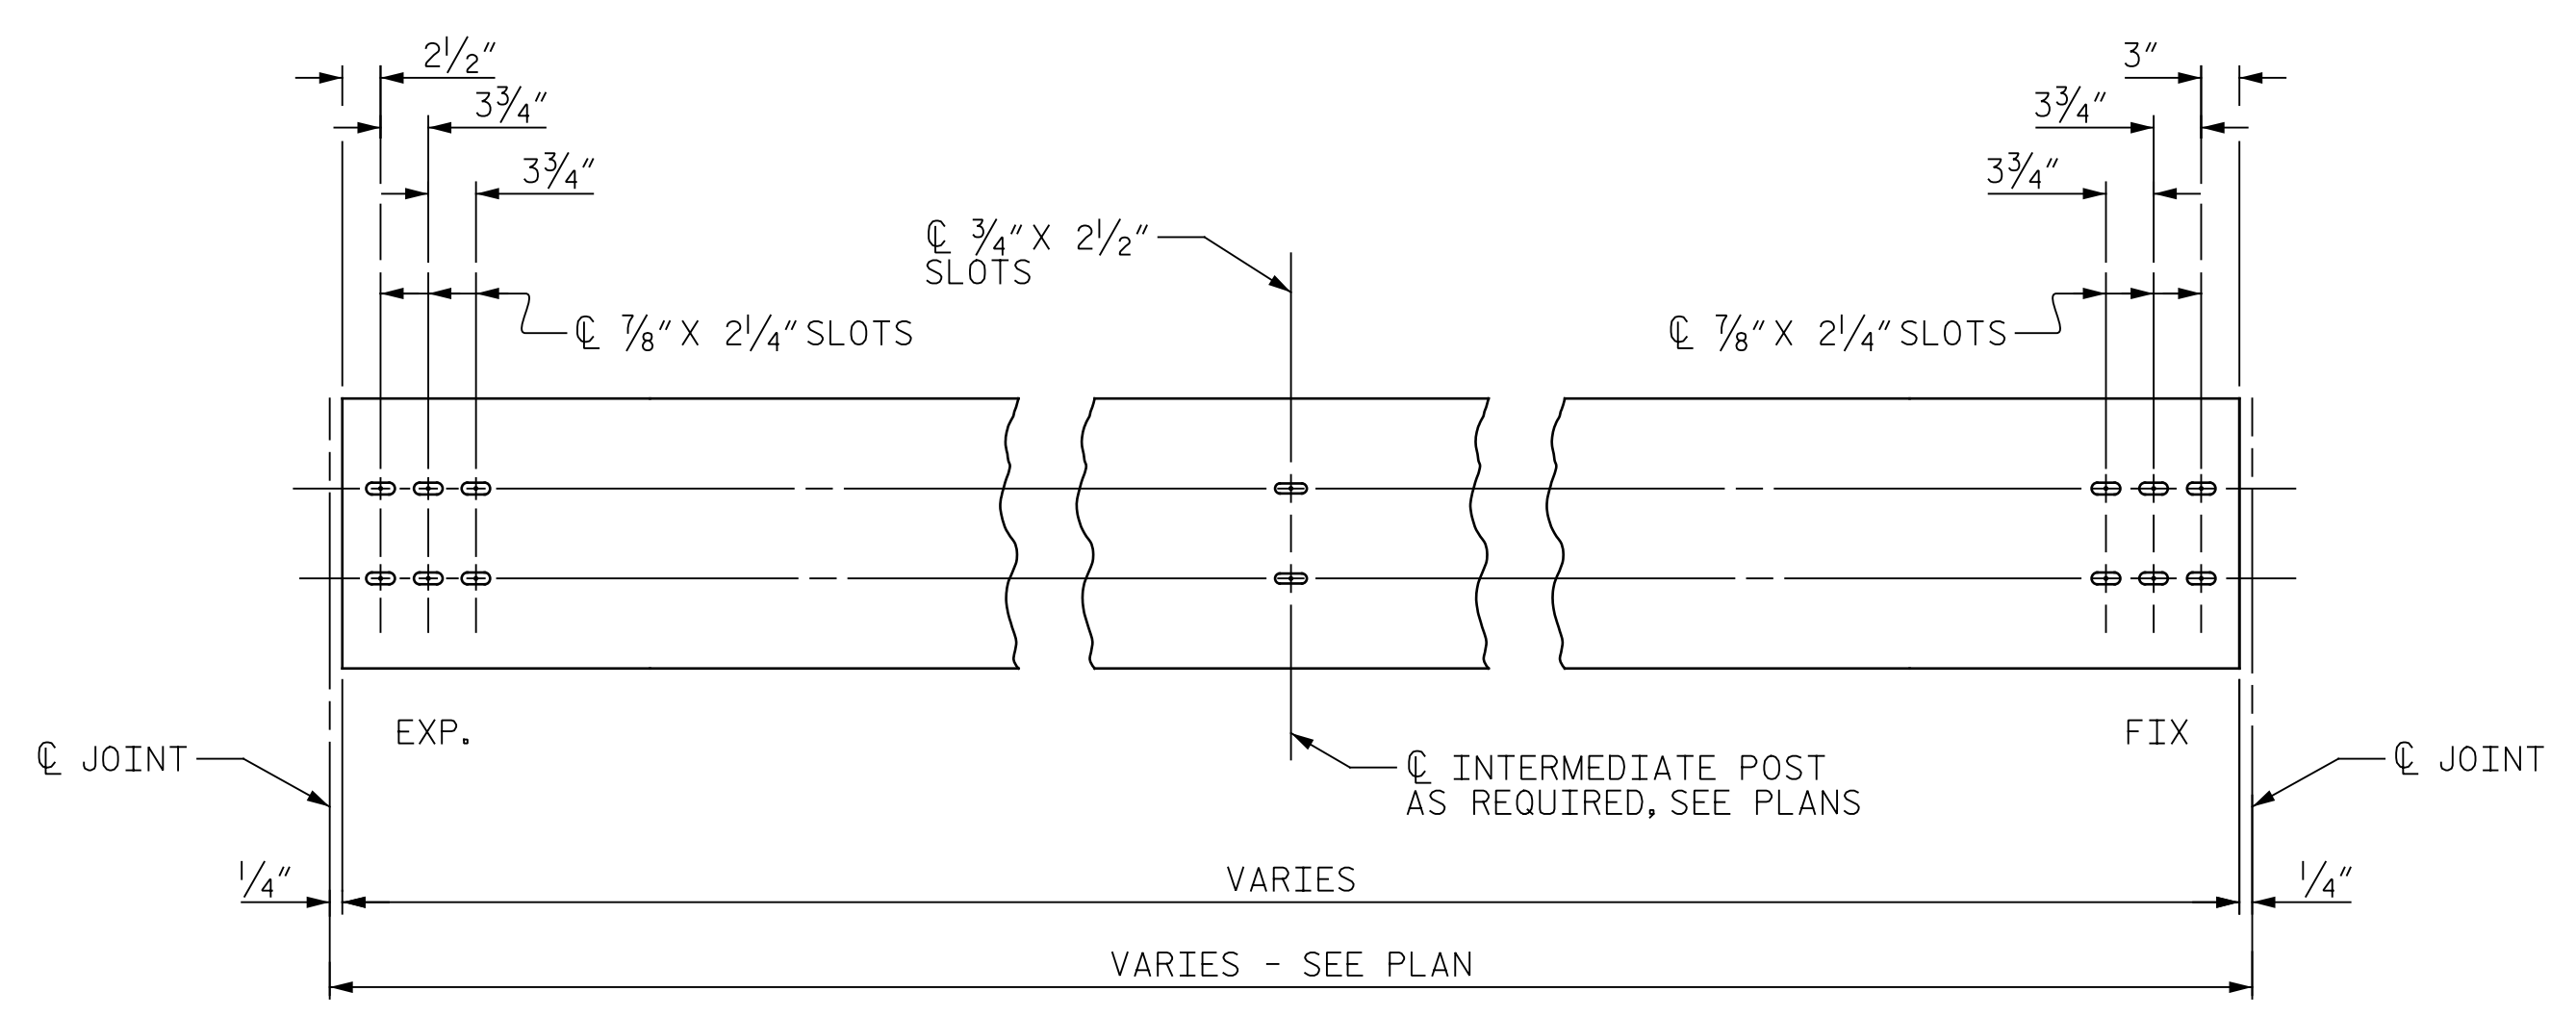 2½"
3"
3¾"
3¾"
3¾"
3¾"
℄ ¾" X 2½"
SLOTS
℄ ⅞" X 2¼" SLOTS
℄ ⅞" X 2¼" SLOTS
EXP.
FIX
℄ JOINT
℄ INTERMEDIATE POST
AS REQUIRED, SEE PLANS
℄ JOINT
¼"
VARIES
¼"
VARIES - SEE PLAN